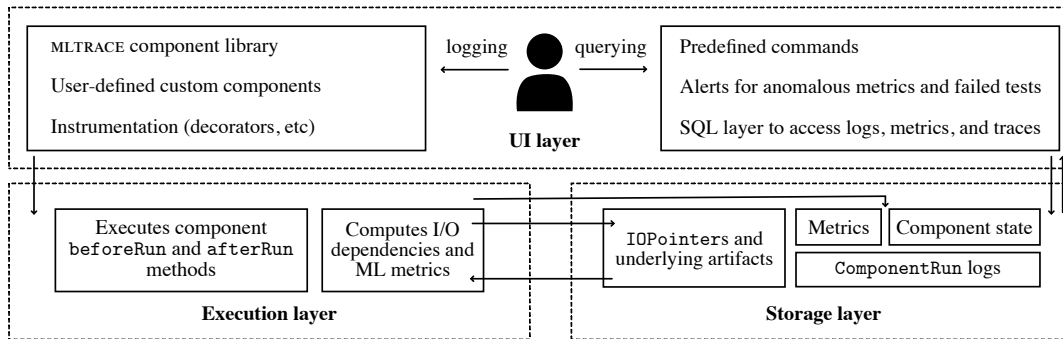 MLTRACE component library
User-defined custom components
Instrumentation (decorators, etc)
logging
querying
Predefined commands
Alerts for anomalous metrics and failed tests
SQL layer to access logs, metrics, and traces
UI layer
Executes component
beforeRun and afterRun
methods
Computes I/O
dependencies and
ML metrics
Execution layer
IOPointers and
underlying artifacts
Metrics
Component state
ComponentRun logs
Storage layer